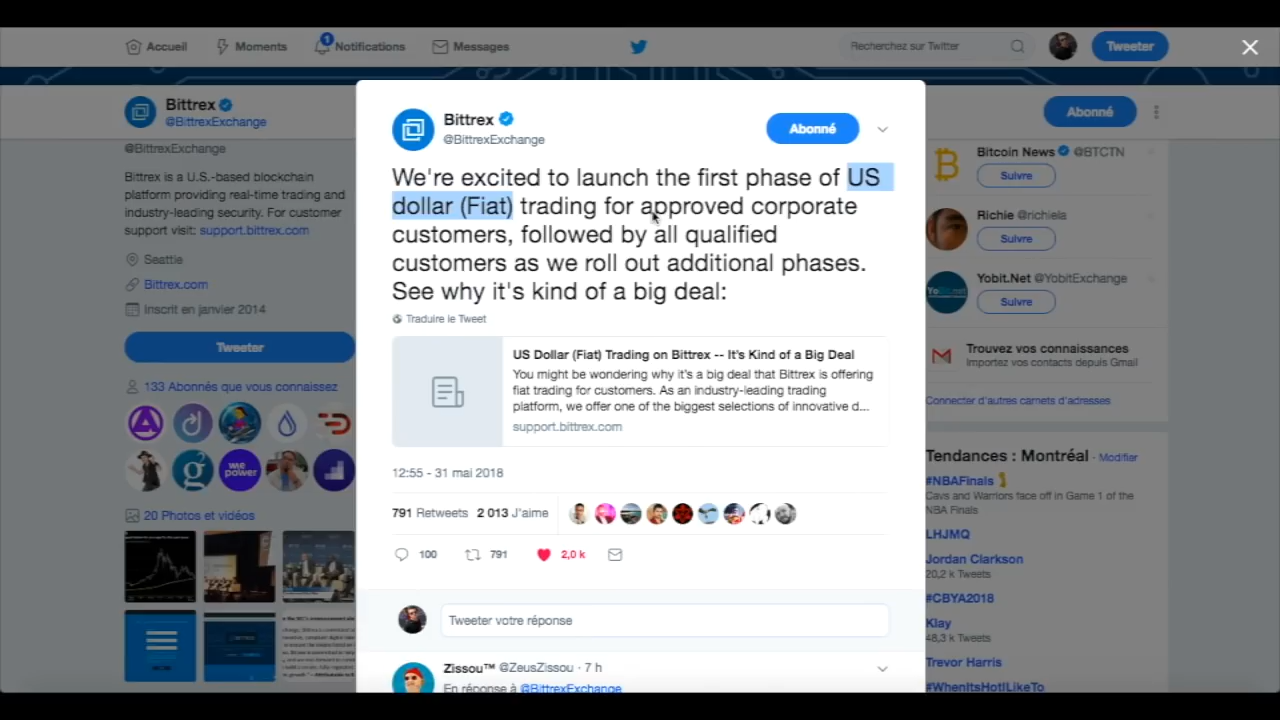 Accueil
Moments
1
Notifications
Messages
Recherchez sur Twitter
Tweeter
Bittrex
@BittrexExchange
Abonné
@BittrexExchange
Bittrex is a U.S.-based blockchain
platform providing real-time trading and
industry-leading security. For customer
support visit: support.bittrex.com
Seattle
Bittrex.com
Inscrit en janvier 2014
Tweeter
133 Abonnés que vous connaissez
we
power
20 Photos et vidéos
Bittrex
@BittrexExchange
Abonné
We're excited to launch the first phase of US
dollar (Fiat) trading for approved corporate
customers, followed by all qualified
customers as we roll out additional phases.
See why it's kind of a big deal:
Traduire le Tweet
US Dollar (Fiat) Trading on Bittrex -- It's Kind of a Big Deal
You might be wondering why it's a big deal that Bittrex is offering
fiat trading for customers. As an industry-leading trading
platform, we offer one of the biggest selections of innovative d...
support.bittrex.com
12:55 - 31 mai 2018
791 Retweets 2 013 J'aime
100 791 2,0 k
Tweeter votre réponse
Zissou™ @ZeusZissou · 7 h
En réponse à @BittrexExchange
Bitcoin News @BTCTN
Suivre
Richie @richiela
Suivre
Yobit.Net @YobitExchange
Suivre
Trouvez vos connaissances
Importez vos contacts depuis Gmail
Connecter d'autres carnets d'adresses
Tendances : Montréal · Modifier
#NBAFinals
Cavs and Warriors face off in Game 1 of the
NBA Finals
LHJMQ
Jordan Clarkson
20,2 k Tweets
#CBYA2018
Klay
48,3 k Tweets
Trevor Harris
#WhenItsHotILikeTo